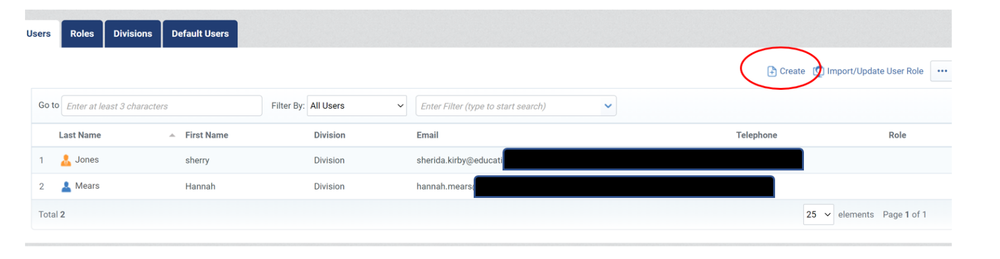 Users Roles Divisions Default Users
Create Import/Update User Role ...
Go to Enter at least 3 characters Filter By: All Users Enter Filter (type to start search)
Last Name First Name Division Email Telephone Role
1 Jones sherry Division sherida.kirby@educati
2 Mears Hannah Division hannah.mears@
Total 2 25 elements Page 1 of 1